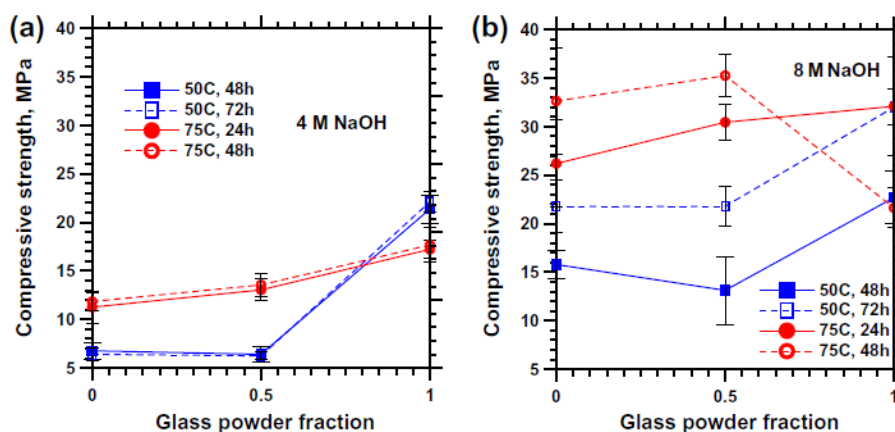 (a)
40
35
30
25
20
15
10
5
Compressive strength, MPa
50C, 48h
50C, 72h
75C, 24h
75C, 48h
4 M NaOH
0
0.5
1
Glass powder fraction
(b)
40
35
30
25
20
15
10
5
Compressive strength, MPa
8 M NaOH
50C, 48h
50C, 72h
75C, 24h
75C, 48h
0
0.5
1
Glass powder fraction